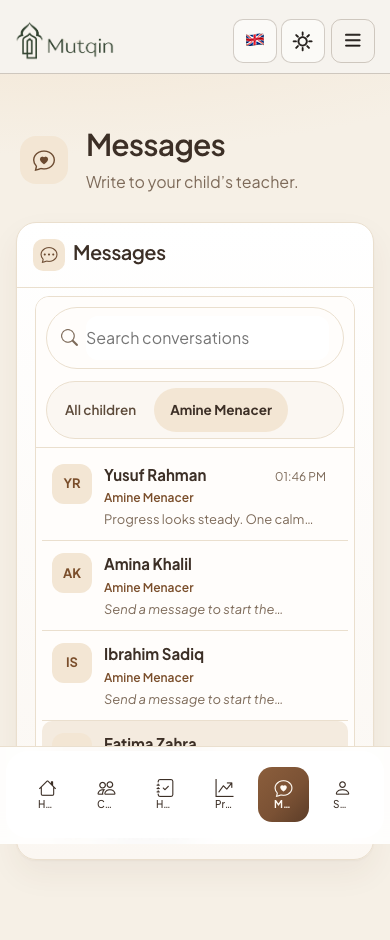 Mutqin
Messages
Write to your child's teacher.
Messages
Search conversations
All children
Amine Menacer
YR
Yusuf Rahman
01:46 PM
Amine Menacer
Progress looks steady. One calm…
AK
Amina Khalil
Amine Menacer
Send a message to start the…
IS
Ibrahim Sadiq
Amine Menacer
Send a message to start the…
Fatima Zahra
H…
C…
H…
Pr…
M…
S…